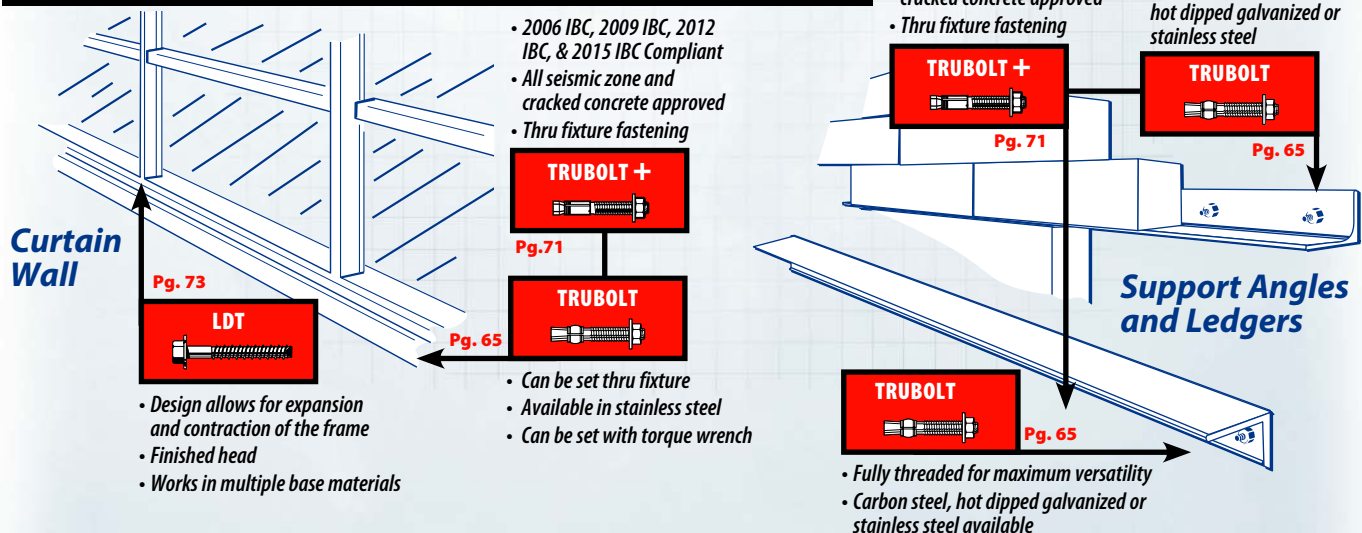 • 2006 IBC, 2009 IBC, 2012
IBC, & 2015 IBC Compliant
• All seismic zone and
cracked concrete approved
• Thru fixture fastening
TRUBOLT +
Pg.71
TRUBOLT
Pg. 65
• Can be set thru fixture
• Available in stainless steel
• Can be set with torque wrench
Curtain
Wall
Pg. 73
LDT
• Design allows for expansion
and contraction of the frame
• Finished head
• Works in multiple base materials
cracked concrete approved
• Thru fixture fastening
TRUBOLT +
Pg. 71
hot dipped galvanized or
stainless steel
TRUBOLT
Pg. 65
Support Angles
and Ledgers
TRUBOLT
Pg. 65
• Fully threaded for maximum versatility
• Carbon steel, hot dipped galvanized or
stainless steel available